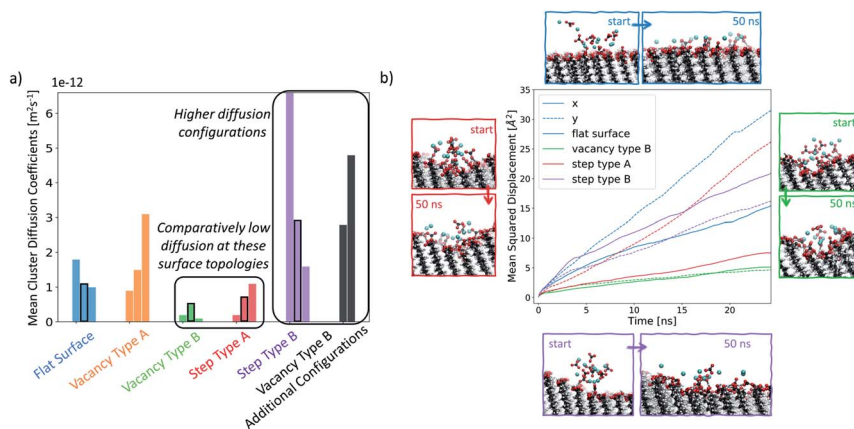 a)
1e-12
Mean Cluster Diffusion Coefficients [m²s⁻¹]
6
5
4
3
2
1
0
Higher diffusion
configurations
Comparatively low
diffusion at these
surface topologies
Flat Surface
Vacancy Type A
Vacancy Type B
Step Type A
Step Type B
Vacancy Type B
Additional Configurations
b)
start
50 ns
start
50 ns
Mean Squared Displacement [Å²]
35
30
25
20
15
10
5
0
x
y
flat surface
vacancy type B
step type A
step type B
0
5
10
15
20
Time [ns]
start
50 ns
start
50 ns